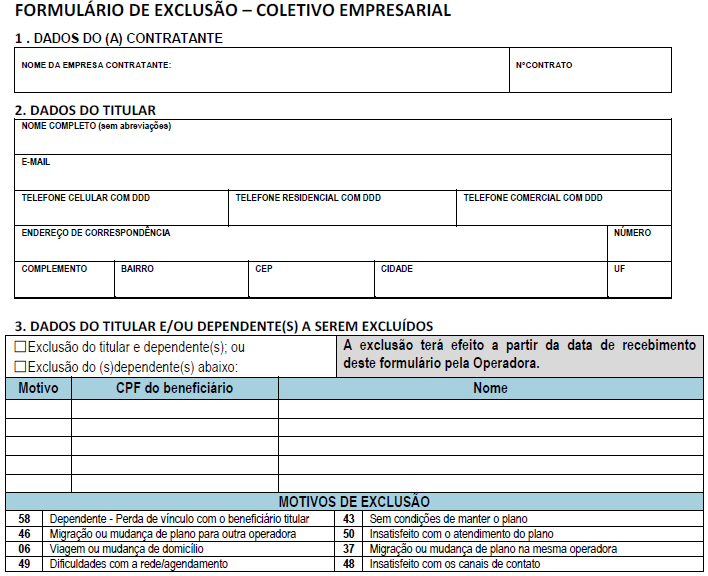 FORMULÁRIO DE EXCLUSÃO – COLETIVO EMPRESARIAL
1 . DADOS DO (A) CONTRATANTE
NOME DA EMPRESA CONTRATANTE: NºCONTRATO
2. DADOS DO TITULAR
NOME COMPLETO (sem abreviações)
E-MAIL
TELEFONE CELULAR COM DDD TELEFONE RESIDENCIAL COM DDD TELEFONE COMERCIAL COM DDD
ENDEREÇO DE CORRESPONDÊNCIA NÚMERO
COMPLEMENTO BAIRRO CEP CIDADE UF
3. DADOS DO TITULAR E/OU DEPENDENTE(S) A SEREM EXCLUÍDOS
☐Exclusão do titular e dependente(s); ou
☐Exclusão do (s)dependente(s) abaixo:
A exclusão terá efeito a partir da data de recebimento
deste formulário pela Operadora.
Motivo CPF do beneficiário Nome
MOTIVOS DE EXCLUSÃO
58 Dependente - Perda de vínculo com o beneficiário titular 43 Sem condições de manter o plano
46 Migração ou mudança de plano para outra operadora 50 Insatisfeito com o atendimento do plano
06 Viagem ou mudança de domicílio 37 Migração ou mudança de plano na mesma operadora
49 Dificuldades com a rede/agendamento 48 Insatisfeito com os canais de contato